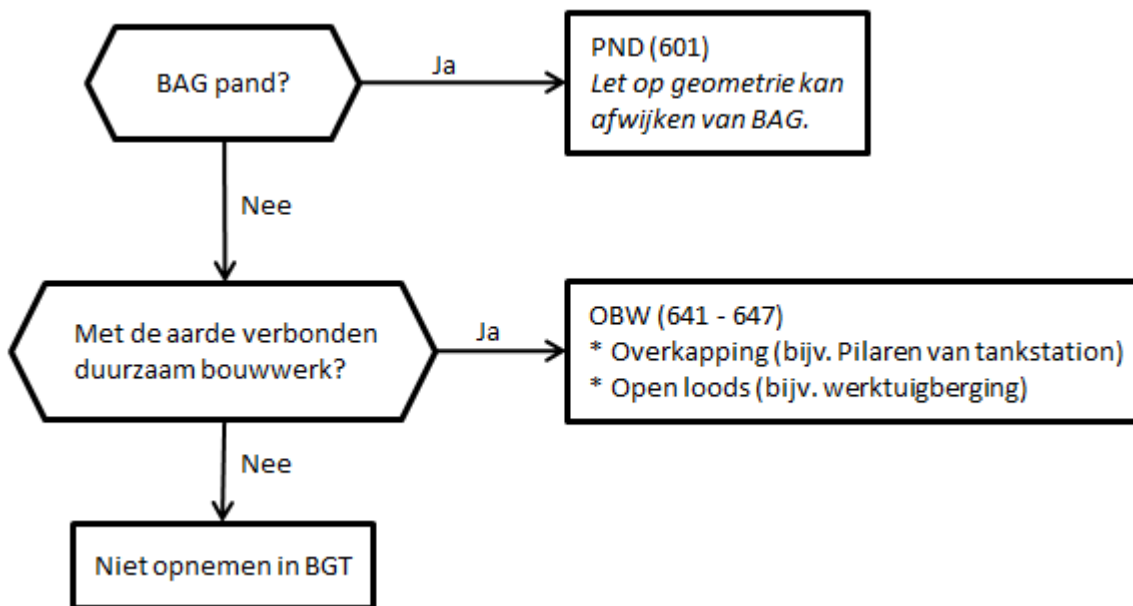 BAG pand?
Ja
PND (601)
Let op geometrie kan
afwijken van BAG.
Nee
Met de aarde verbonden
duurzaam bouwwerk?
Ja
OBW (641 - 647)
* Overkapping (bijv. Pilaren van tankstation)
* Open loods (bijv. werktuigberging)
Nee
Niet opnemen in BGT